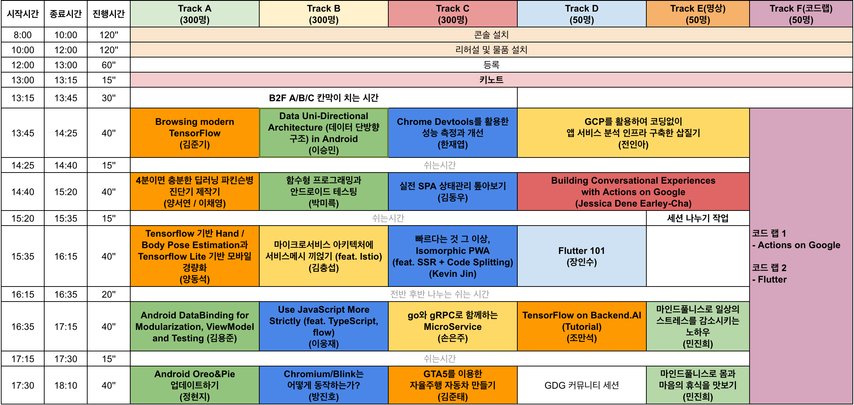 시작시간 종료시간 진행시간 Track A (300명) Track B (300명) Track C (300명) Track D (50명) Track E(명상) (50명) Track F(코드랩) (50명)
8:00 10:00 120" 콘솔 설치
10:00 12:00 120" 리허설 및 물품 설치
12:00 13:00 60" 등록
13:00 13:15 15" 키노트
13:15 13:45 30" B2F A/B/C 칸막이 치는 시간
13:45 14:25 40"
Browsing modern
TensorFlow
(김준기)
Data Uni-Directional
Architecture (데이터 단방향
구조) in Android
(이승민)
Chrome Devtools를 활용한
성능 측정과 개선
(한재엽)
GCP를 활용하여 코딩없이
앱 서비스 분석 인프라 구축한 삽질기
(전인아)
14:25 14:40 15" 쉬는시간
14:40 15:20 40"
4분이면 충분한 딥러닝 파킨슨병
진단기 제작기
(양서연 / 이채영)
함수형 프로그래밍과
안드로이드 테스팅
(박미륵)
실전 SPA 상태관리 톺아보기
(김동우)
Building Conversational Experiences
with Actions on Google
(Jessica Dene Earley-Cha)
15:20 15:35 15" 쉬는시간 세션 나누기 작업
15:35 16:15 40"
Tensorflow 기반 Hand /
Body Pose Estimation과
Tensorflow Lite 기반 모바일
경량화
(양동석)
마이크로서비스 아키텍처에
서비스메시 끼얹기 (feat. Istio)
(김충섭)
빠르다는 것 그 이상,
Isomorphic PWA
(feat. SSR + Code Splitting)
(Kevin Jin)
Flutter 101
(장인수)
코드 랩 1
- Actions on Google
코드 랩 2
- Flutter
16:15 16:35 20" 전반 후반 나누는 쉬는 시간
16:35 17:15 40"
Android DataBinding for
Modularization, ViewModel
and Testing (김용준)
Use JavaScript More
Strictly (feat. TypeScript,
flow)
(이웅재)
go와 gRPC로 함께하는
MicroService
(손은주)
TensorFlow on Backend.AI
(Tutorial)
(조만석)
마인드풀니스로 일상의
스트레스를 감소시키는
노하우
(민진희)
17:15 17:30 15" 쉬는시간
17:30 18:10 40"
Android Oreo&Pie
업데이트하기
(정현지)
Chromium/Blink는
어떻게 동작하는가?
(방진호)
GTA5를 이용한
자율주행 자동차 만들기
(김준태)
GDG 커뮤니티 세션
마인드풀니스로 몸과
마음의 휴식을 맛보기
(민진희)